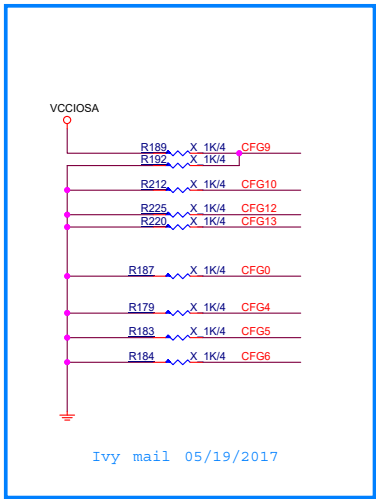 VCCIOSA
R189 X_1K/4 CFG9
R192 X_1K/4
R212 X_1K/4 CFG10
R225 X_1K/4 CFG12
R220 X_1K/4 CFG13
R187 X_1K/4 CFG0
R179 X_1K/4 CFG4
R183 X_1K/4 CFG5
R184 X_1K/4 CFG6
Ivy mail 05/19/2017